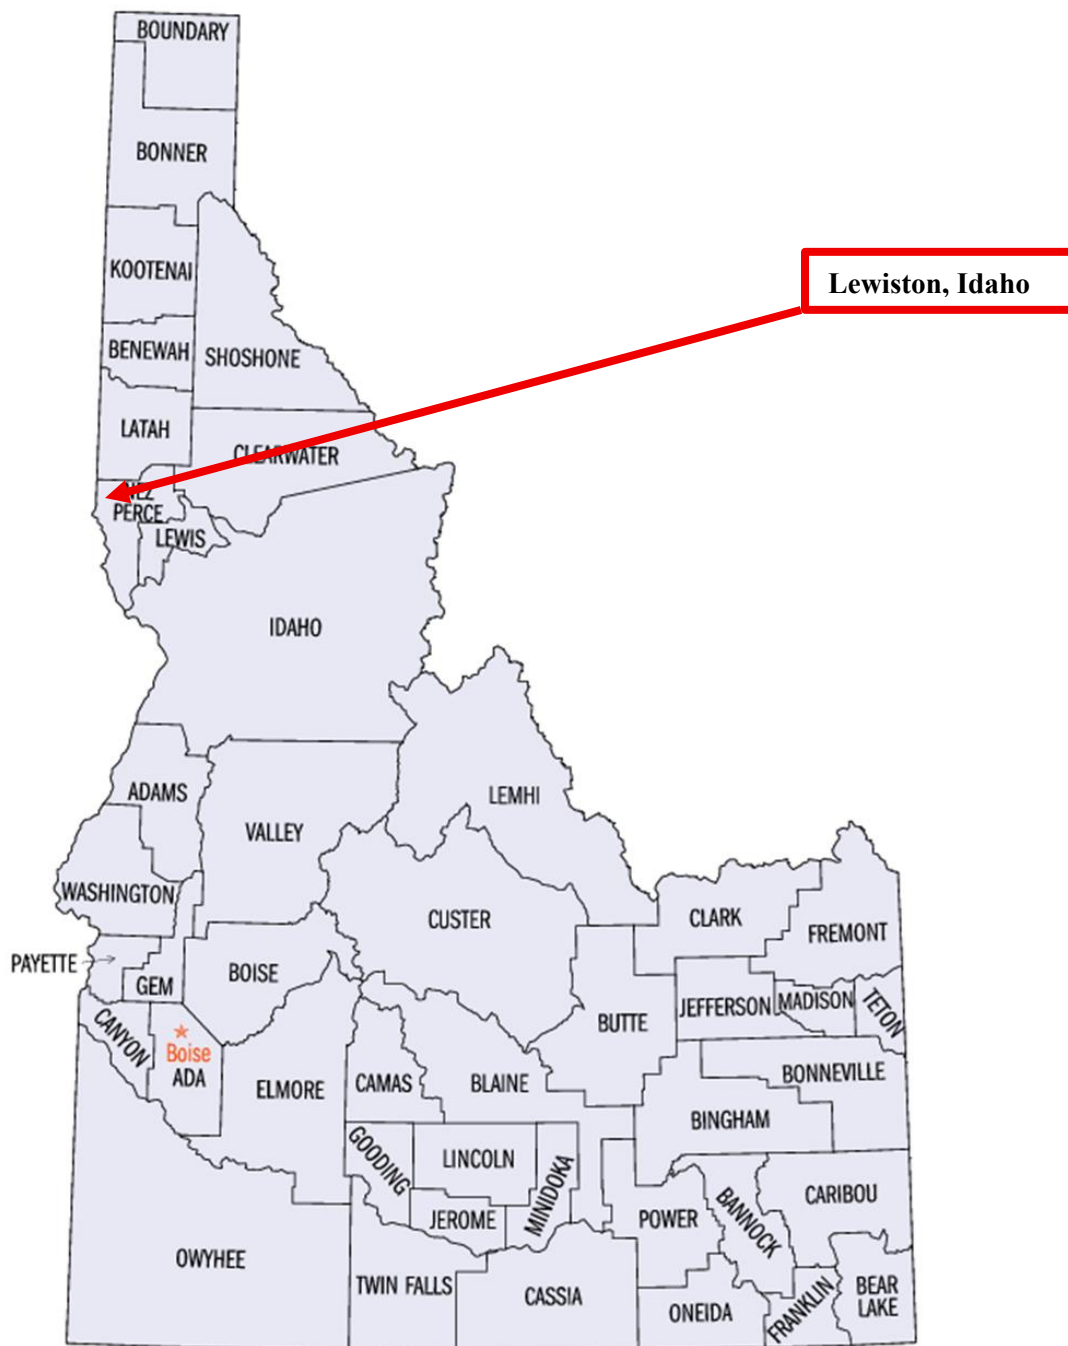 BOUNDARY
BONNER
KOOTENAI
Lewiston, Idaho
BENEWAH
SHOSHONE
LATAH
CLEARWATER
NEZ
PERCE
LEWIS
IDAHO
ADAMS
LEMHI
VALLEY
WASHINGTON
CUSTER
CLARK
FREMONT
PAYETTE
GEM
BOISE
JEFFERSON
MADISON
TETON
CANYON
Boise
ADA
BUTTE
ELMORE
CAMAS
BLAINE
BONNEVILLE
BINGHAM
GOODING
LINCOLN
MINIDOKA
JEROME
POWER
BANNOCK
CARIBOU
OWYHEE
TWIN FALLS
CASSIA
ONEIDA
FRANKLIN
BEAR
LAKE